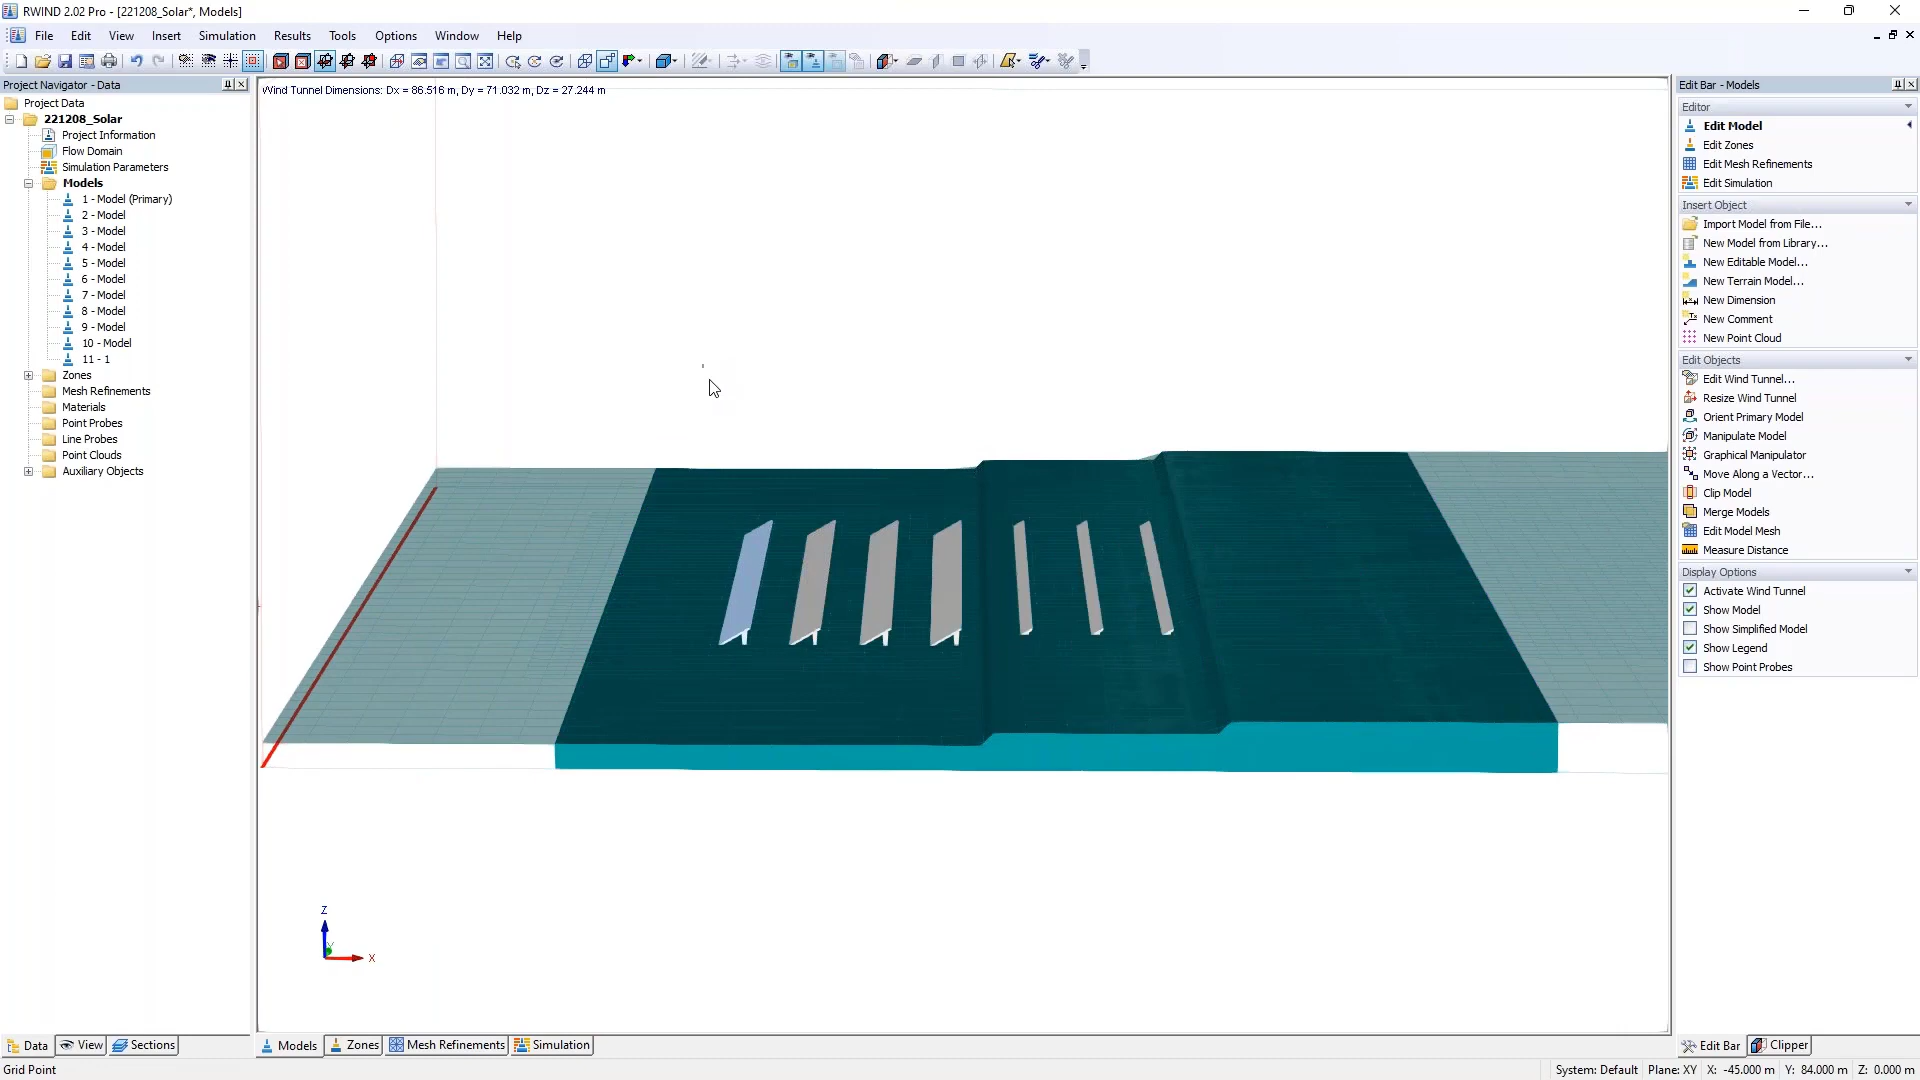 RWIND 2.02 Pro - [221208_Solar*, Models]
File Edit View Insert Simulation Results Tools Options Window Help
Project Navigator - Data
Project Data
221208_Solar
Project Information
Flow Domain
Simulation Parameters
Models
1 - Model (Primary)
2 - Model
3 - Model
4 - Model
5 - Model
6 - Model
7 - Model
8 - Model
9 - Model
10 - Model
11 - 1
Zones
Mesh Refinements
Materials
Point Probes
Line Probes
Point Clouds
Auxiliary Objects
Data View Sections
Wind Tunnel Dimensions: Dx = 86.516 m, Dy = 71.032 m, Dz = 27.244 m
Z
Y
X
Models Zones Mesh Refinements Simulation
Edit Bar - Models
Editor
Edit Model
Edit Zones
Edit Mesh Refinements
Edit Simulation
Insert Object
Import Model from File...
New Model from Library...
New Editable Model...
New Terrain Model...
New Dimension
New Comment
New Point Cloud
Edit Objects
Edit Wind Tunnel...
Resize Wind Tunnel
Orient Primary Model
Manipulate Model
Graphical Manipulator
Move Along a Vector...
Clip Model
Merge Models
Edit Model Mesh
Measure Distance
Display Options
Activate Wind Tunnel
Show Model
Show Simplified Model
Show Legend
Show Point Probes
Edit Bar Clipper
Grid Point
System: Default Plane: XY X: -45.000 m Y: 84.000 m Z: 0.000 m